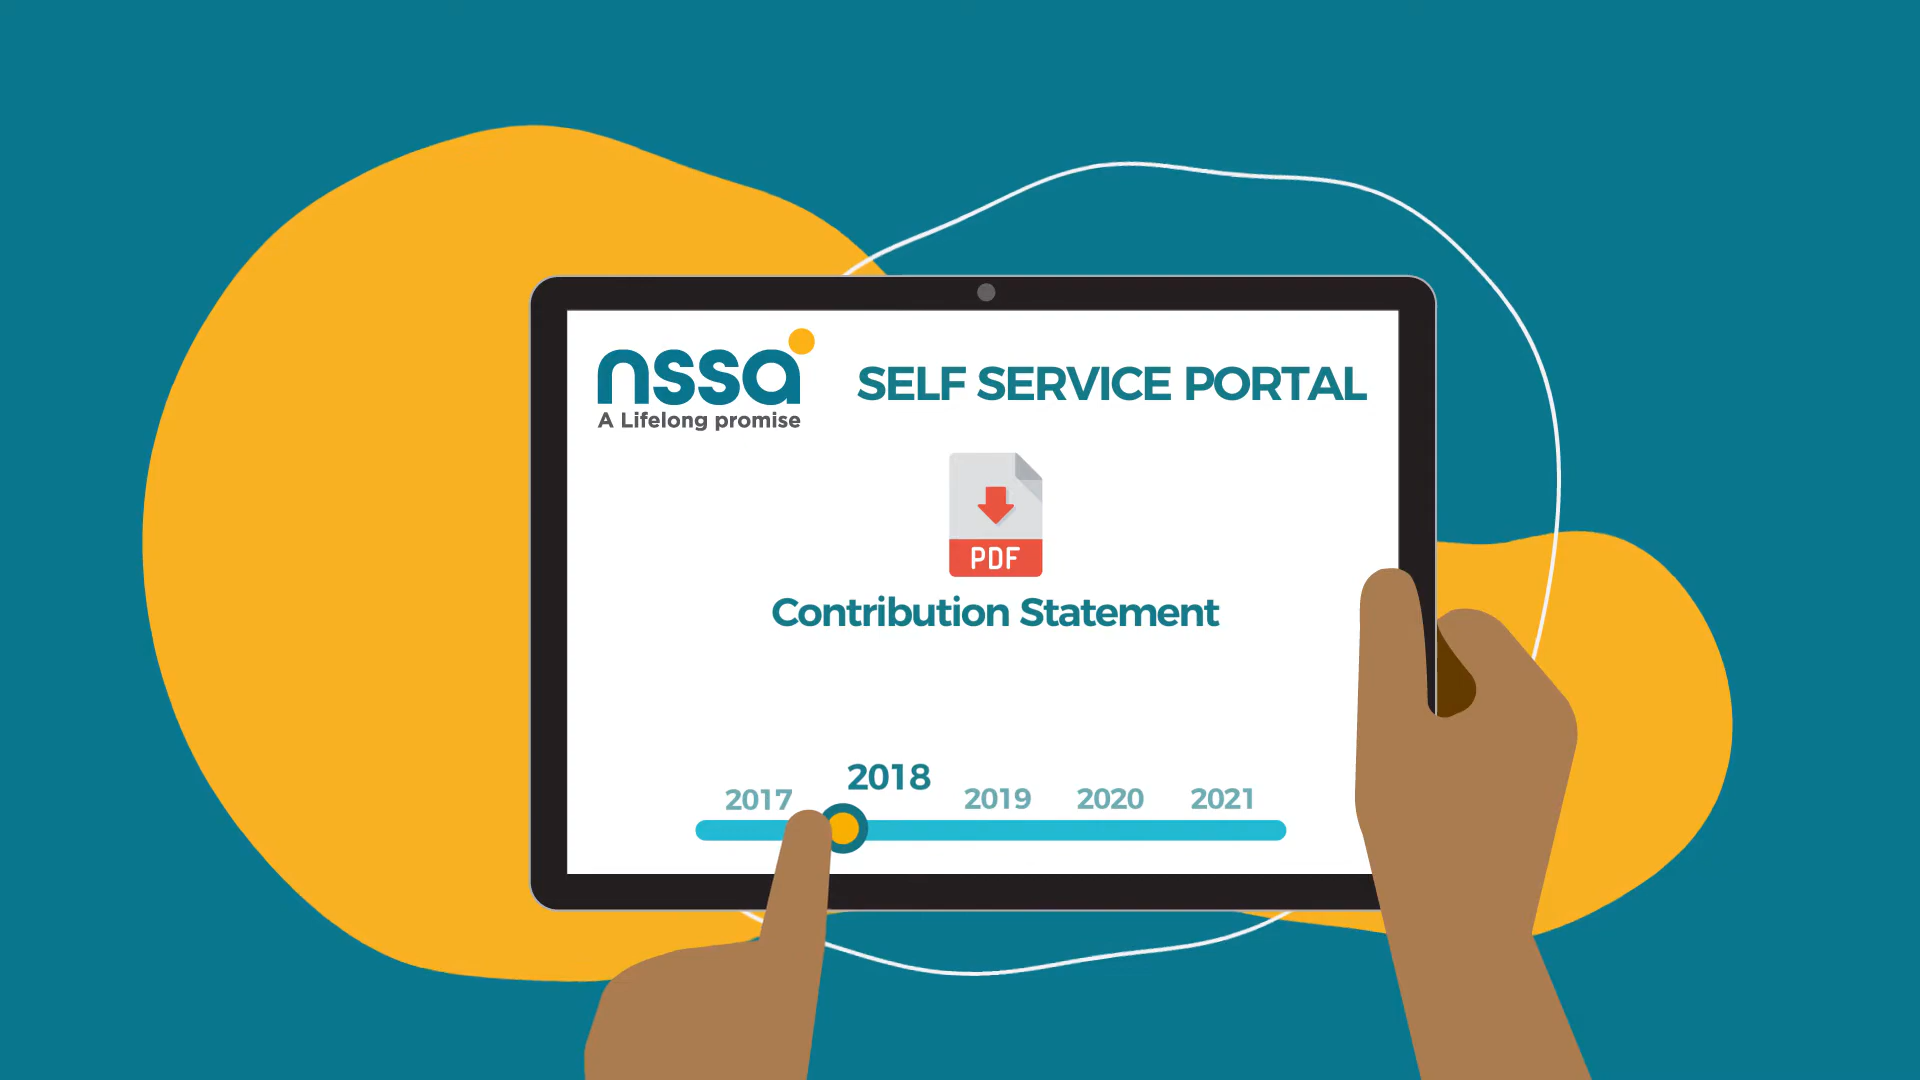 nssa
A Lifelong promise
SELF SERVICE PORTAL
PDF
Contribution Statement
2017 2018 2019 2020 2021